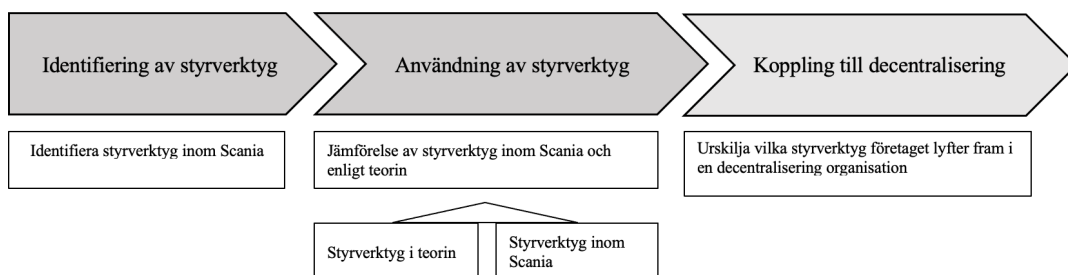 Identifiering av styrverktyg
Användning av styrverktyg
Koppling till decentralisering
Identifiera styrverktyg inom Scania
Jämförelse av styrverktyg inom Scania och
enligt teorin
Urskilja vilka styrverktyg företaget lyfter fram i
en decentralisering organisation
Styrverktyg i teorin
Styrverktyg inom
Scania